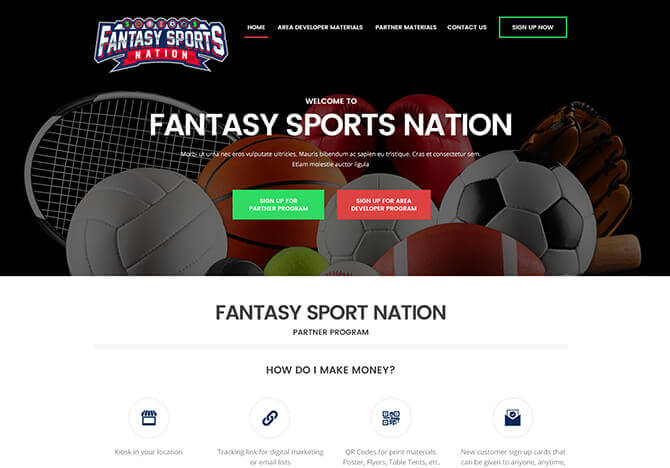 FANTASY SPORTS
NATION
HOME
AREA DEVELOPER MATERIALS
PARTNER MATERIALS
CONTACT US
SIGN UP NOW
WELCOME TO
FANTASY SPORTS NATION
Morbi ut urna nec eros vulputate ultricies. Mauris bibendum ac sapien eu tristique. Cras et consectetur sem.
Etiam molestie auctor ligula
SIGN UP FOR
PARTNER PROGRAM
SIGN UP FOR AREA
DEVELOPER PROGRAM
FANTASY SPORT NATION
PARTNER PROGRAM
HOW DO I MAKE MONEY?
Kiosk in your location
Tracking link for digital marketing
or email lists
QR Codes for print materials.
Poster, Flyers, Table Tents, etc.
New customer sign up cards that
can be given to anyone, anytime,